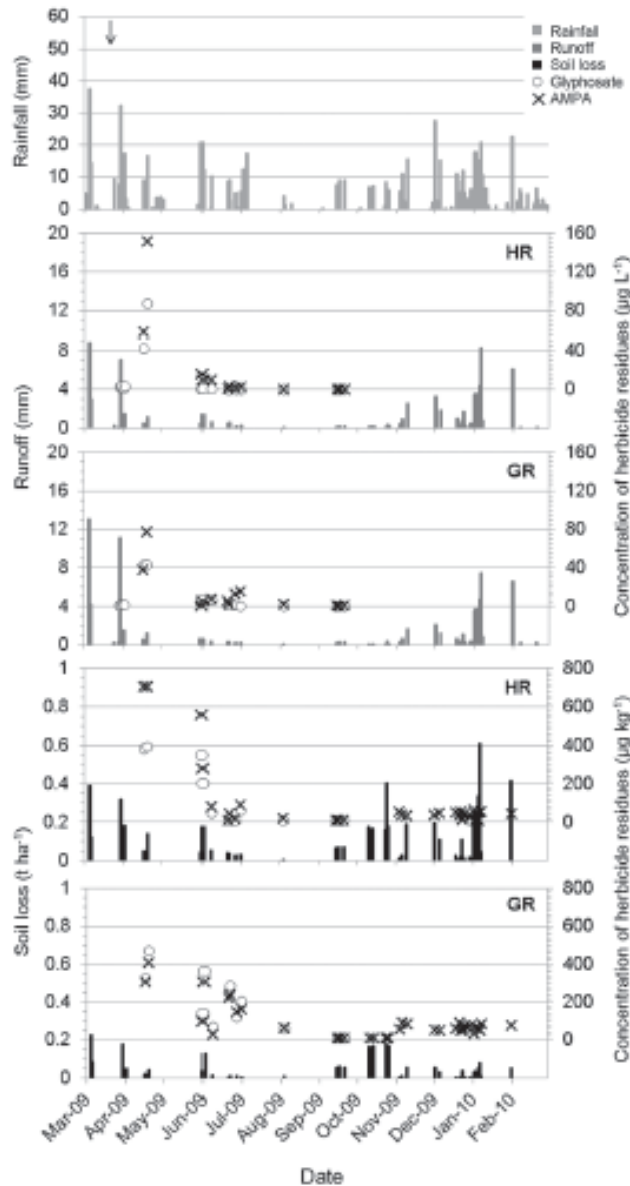 60
50
40
30
20
10
0
Rainfall (mm)
Rainfall
Runoff
Soil loss
Glyphosate
AMPA
20
16
12
8
4
0
HR
160
120
80
40
0
20
16
12
8
4
0
GR
160
120
80
40
0
Runoff (mm)
Concentration of herbicide residues (µg L⁻¹)
1
0.8
0.6
0.4
0.2
0
HR
800
600
400
200
0
1
0.8
0.6
0.4
0.2
0
GR
800
600
400
200
0
Soil loss (t ha⁻¹)
Concentration of herbicide residues (µg kg⁻¹)
Mar-09
Apr-09
May-09
Jun-09
Jul-09
Aug-09
Sep-09
Oct-09
Nov-09
Dec-09
Jan-10
Feb-10
Date